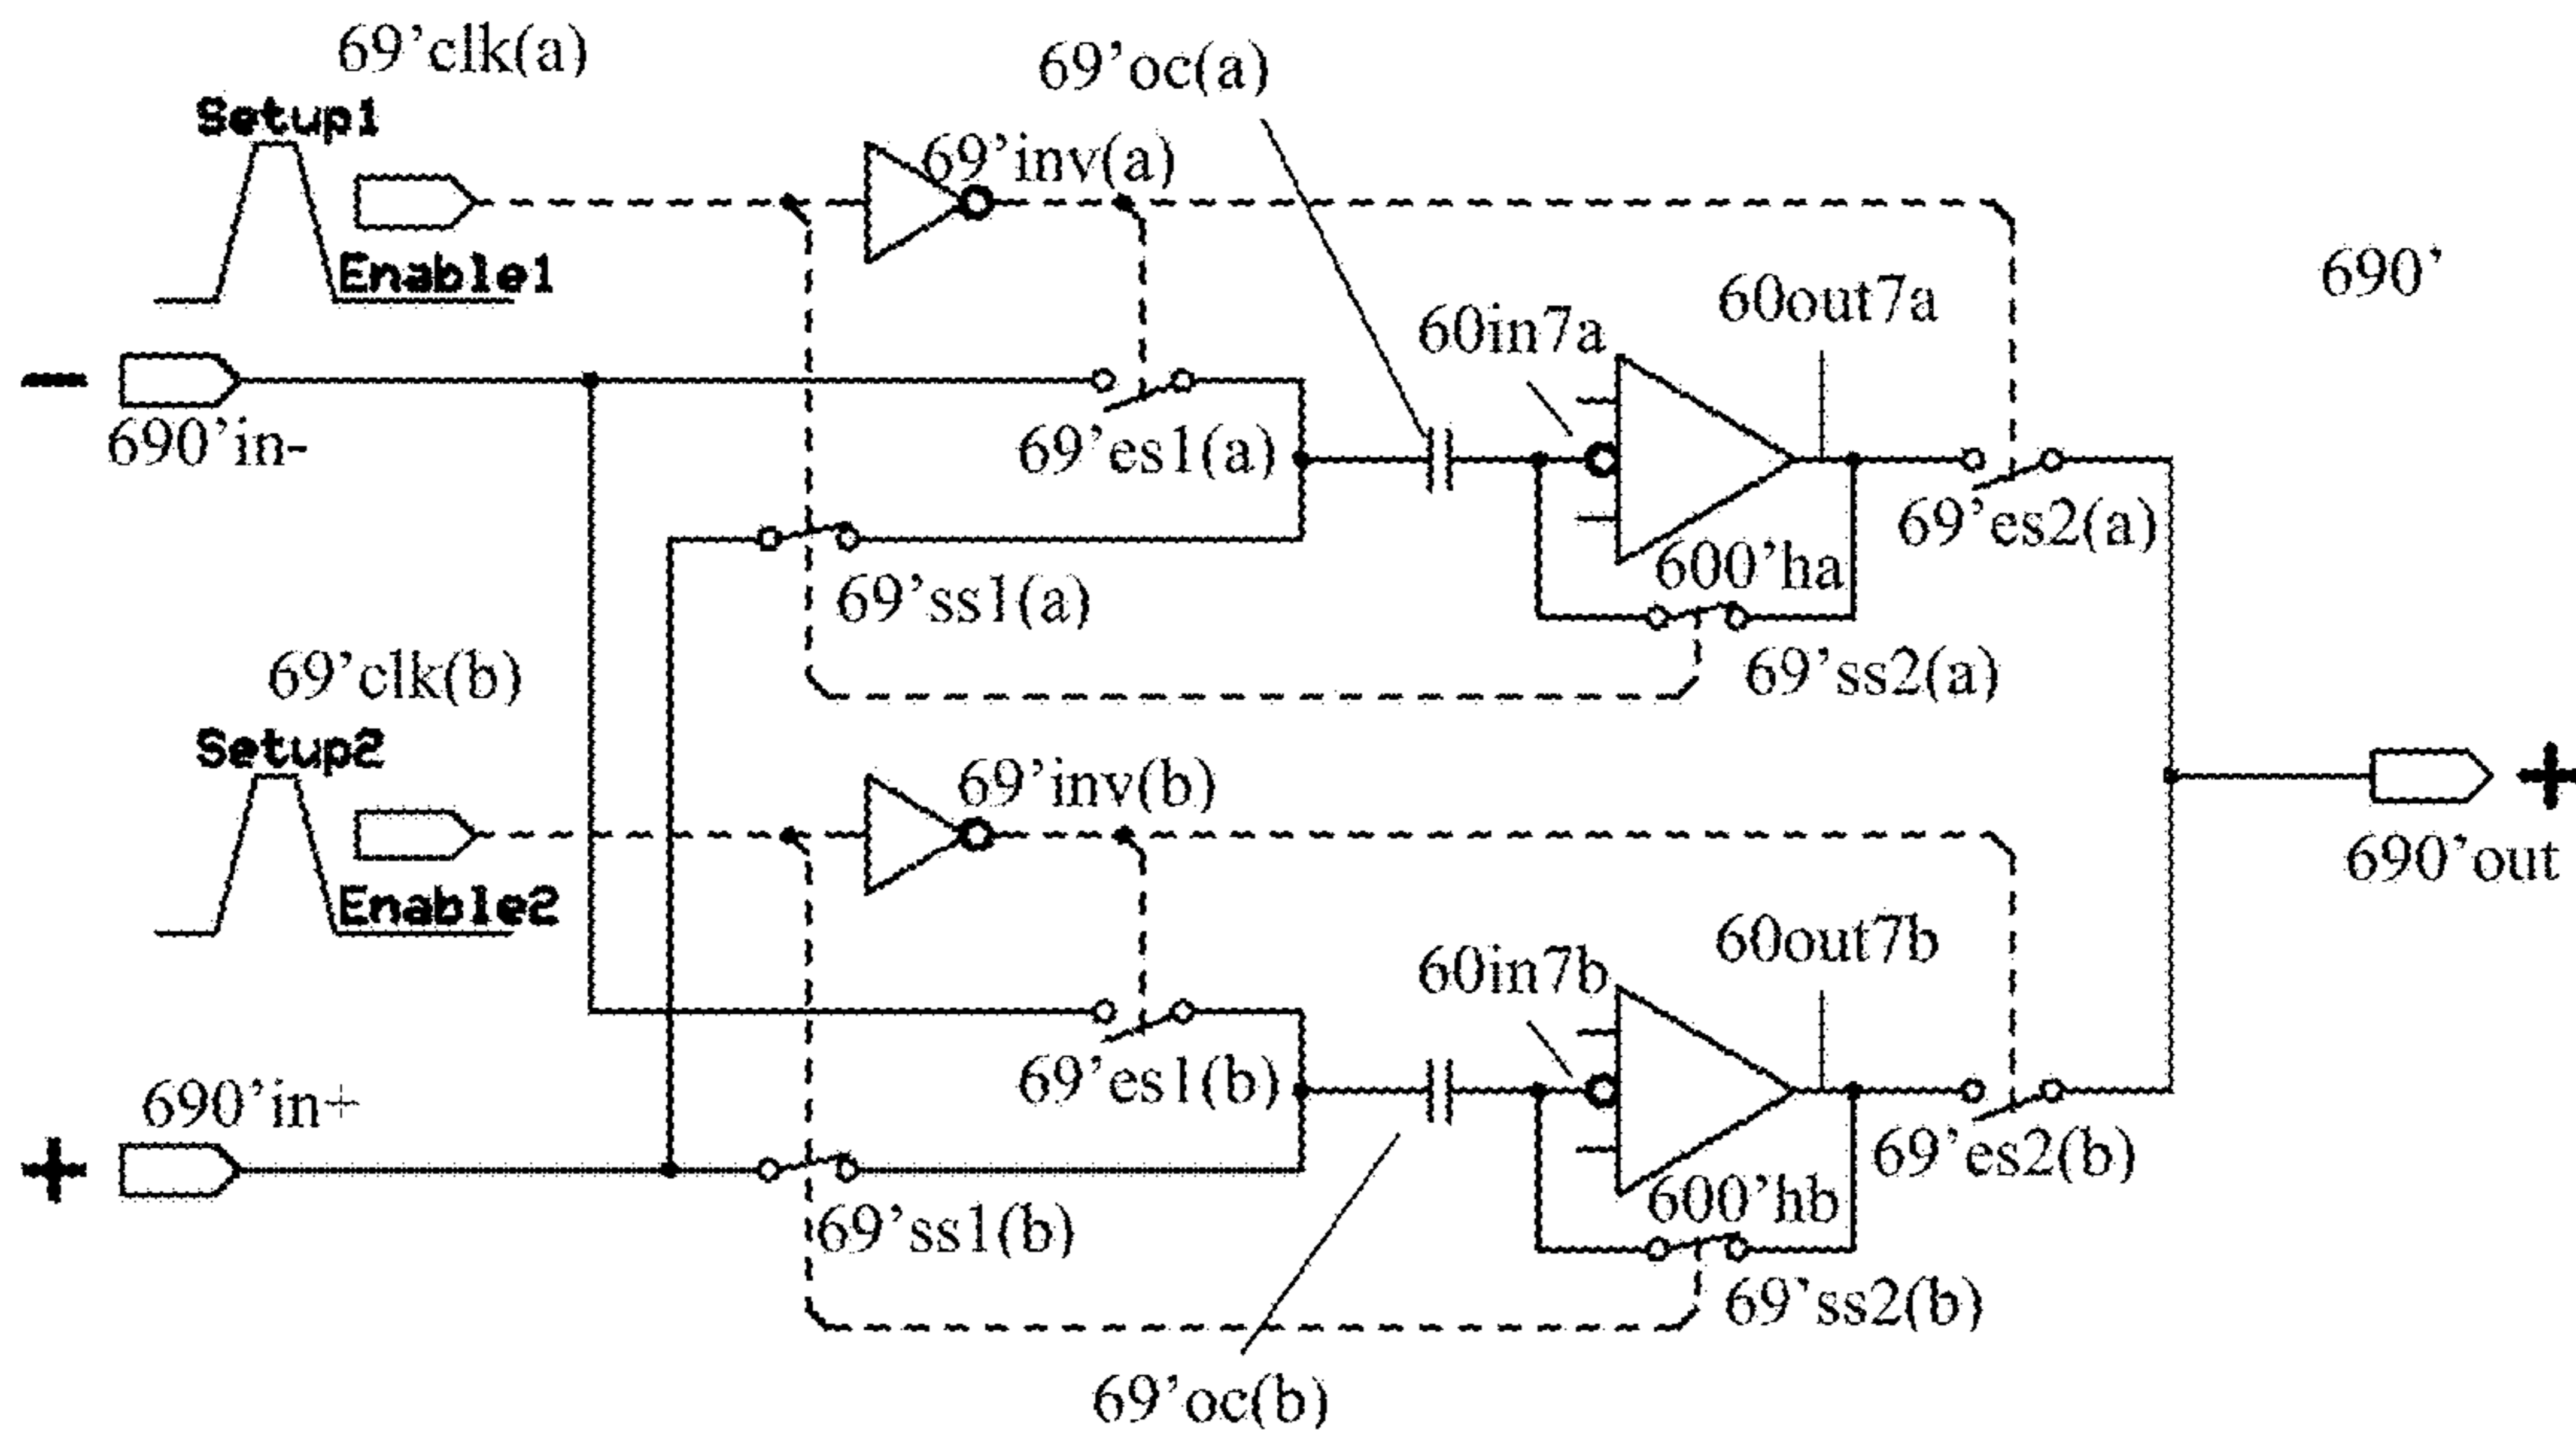 69’clk(a)
69’oc(a)
Setup1
69’inv(a)
Enable1
690’
60out7a
60in7a
−
690’in-
69’es1(a)
69’es2(a)
600’ha
69’ss1(a)
69’ss2(a)
69’clk(b)
Setup2
69’inv(b)
+
690’out
Enable2
60out7b
60in7b
69’es1(b)
690’in+
+
69’es2(b)
600’hb
69’ss1(b)
69’ss2(b)
69’oc(b)